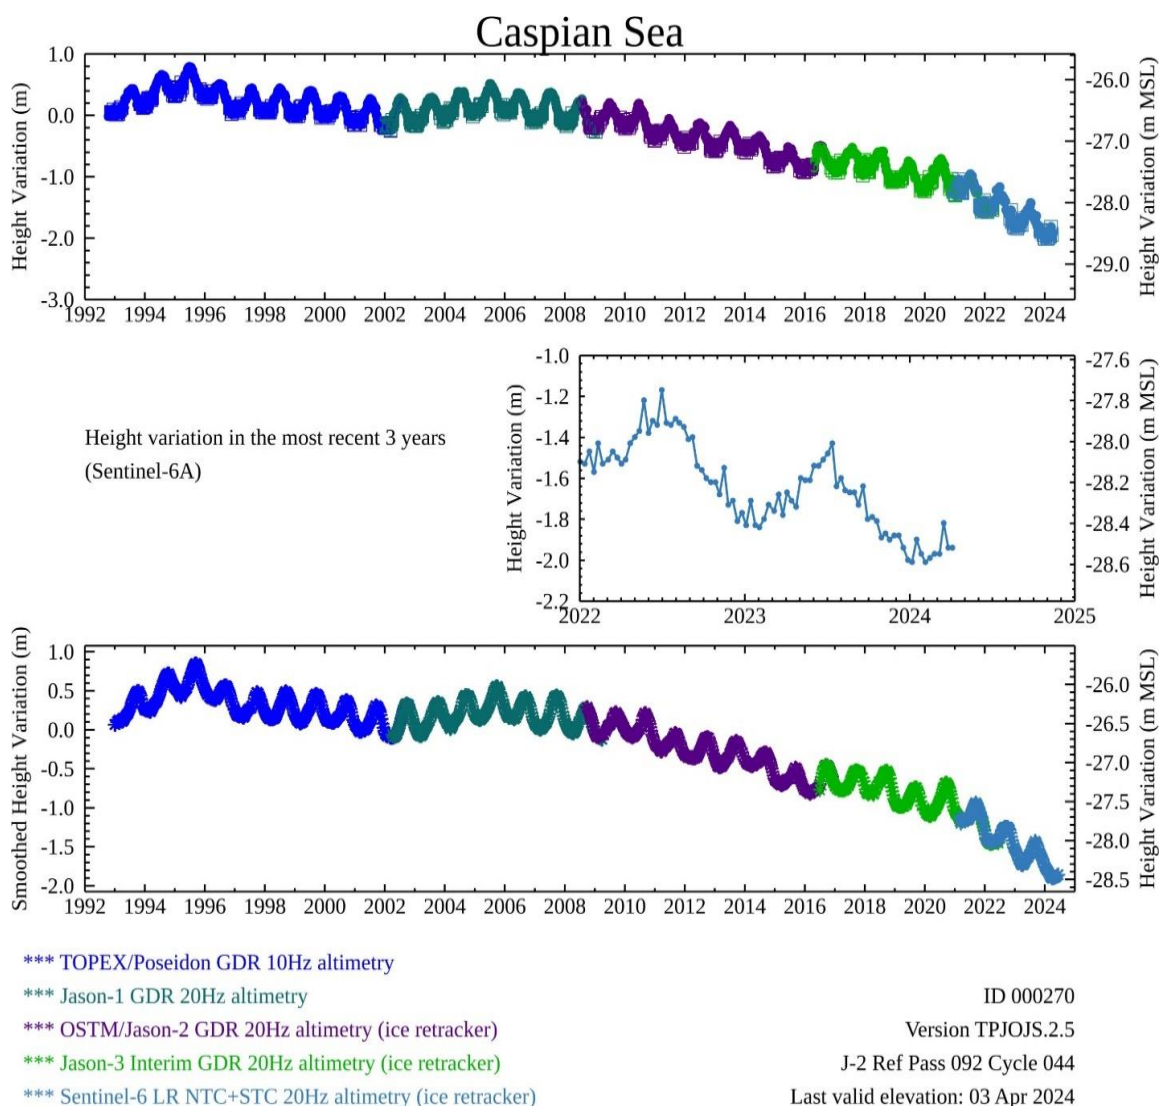 Caspian Sea
Height Variation (m)
1.0
0.0
-1.0
-2.0
-3.0
-26.0
-27.0
-28.0
-29.0
Height Variation (m MSL)
1992 1994 1996 1998 2000 2002 2004 2006 2008 2010 2012 2014 2016 2018 2020 2022 2024
Height variation in the most recent 3 years
(Sentinel-6A)
Height Variation (m)
-1.0
-1.2
-1.4
-1.6
-1.8
-2.0
-2.2
-27.6
-27.8
-28.0
-28.2
-28.4
-28.6
Height Variation (m MSL)
2022 2023 2024 2025
Smoothed Height Variation (m)
1.0
0.5
0.0
-0.5
-1.0
-1.5
-2.0
-26.0
-26.5
-27.0
-27.5
-28.0
-28.5
Height Variation (m MSL)
1992 1994 1996 1998 2000 2002 2004 2006 2008 2010 2012 2014 2016 2018 2020 2022 2024
*** TOPEX/Poseidon GDR 10Hz altimetry
*** Jason-1 GDR 20Hz altimetry
*** OSTM/Jason-2 GDR 20Hz altimetry (ice retracker)
*** Jason-3 Interim GDR 20Hz altimetry (ice retracker)
*** Sentinel-6 LR NTC+STC 20Hz altimetry (ice retracker)
ID 000270
Version TPJOJS.2.5
J-2 Ref Pass 092 Cycle 044
Last valid elevation: 03 Apr 2024